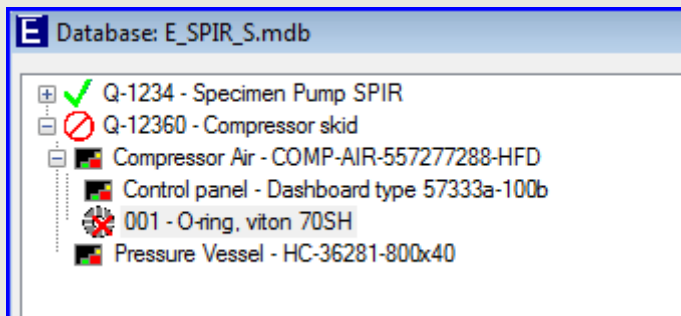 E Database: E_SPIR_S.mdb
Q-1234 - Specimen Pump SPIR
Q-12360 - Compressor skid
Compressor Air - COMP-AIR-557277288-HFD
Control panel - Dashboard type 57333a-100b
001 - O-ring, viton 70SH
Pressure Vessel - HC-36281-800x40